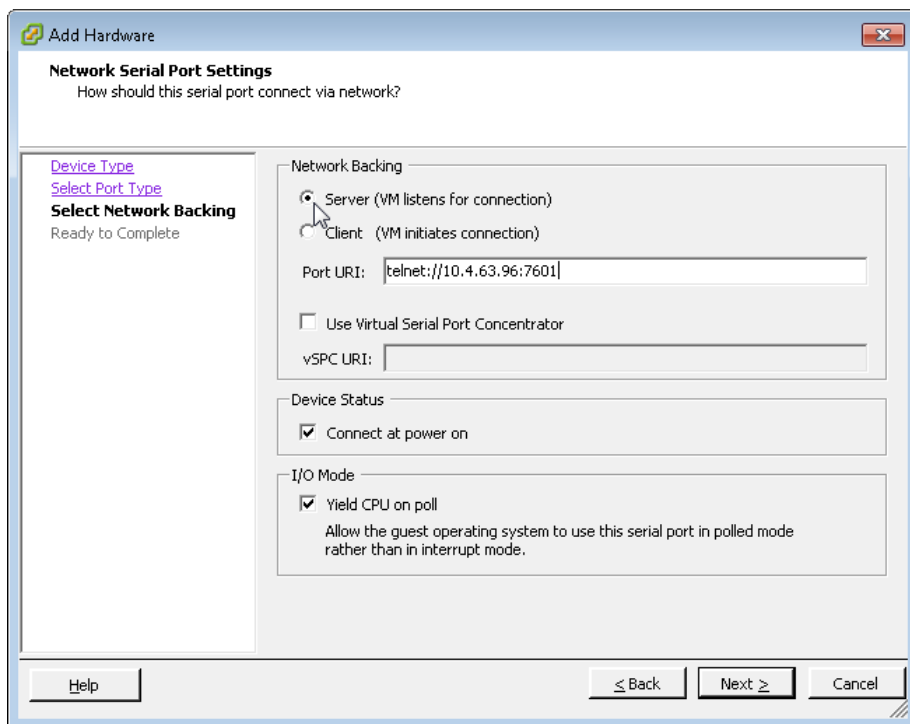 Add Hardware
Network Serial Port Settings
How should this serial port connect via network?
Device Type
Select Port Type
Select Network Backing
Ready to Complete
Network Backing
Server (VM listens for connection)
Client (VM initiates connection)
Port URI: telnet://10.4.63.96:7601
Use Virtual Serial Port Concentrator
vSPC URI:
Device Status
Connect at power on
I/O Mode
Yield CPU on poll
Allow the guest operating system to use this serial port in polled mode
rather than in interrupt mode.
Help
< Back
Next >
Cancel